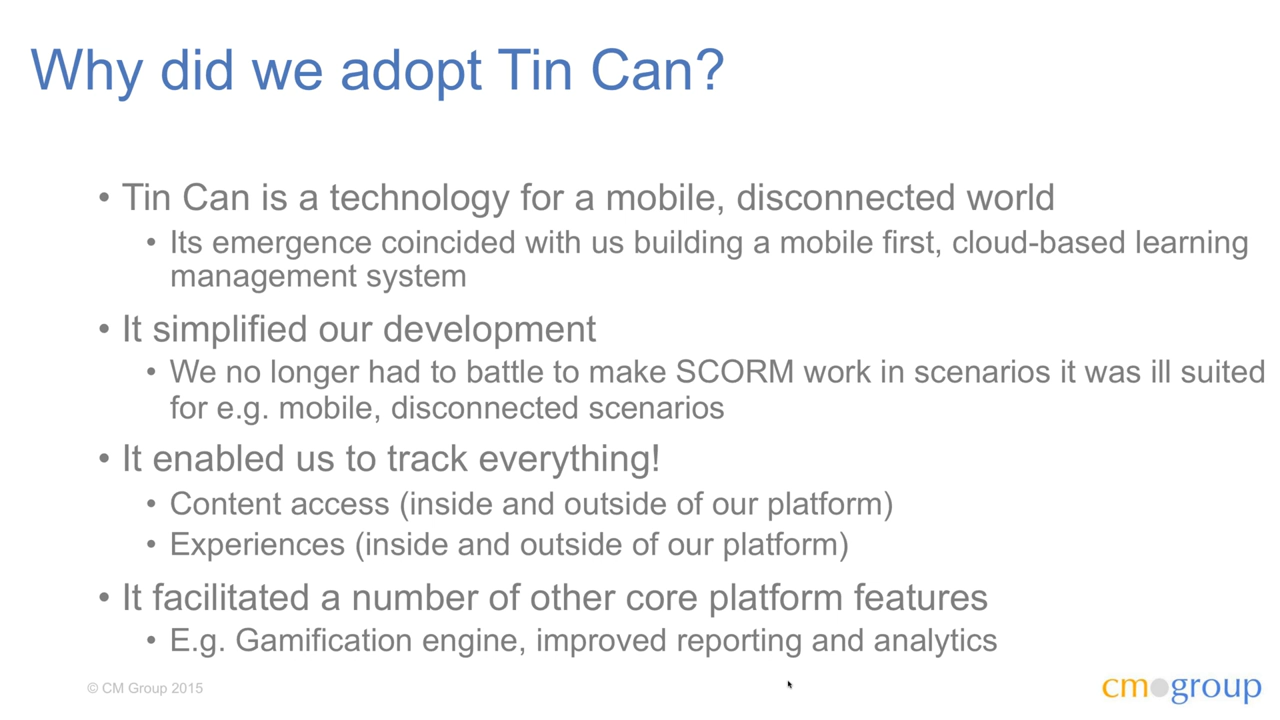 Why did we adopt Tin Can?
• Tin Can is a technology for a mobile, disconnected world
• Its emergence coincided with us building a mobile first, cloud-based learning
management system
• It simplified our development
• We no longer had to battle to make SCORM work in scenarios it was ill suited
for e.g. mobile, disconnected scenarios
• It enabled us to track everything!
• Content access (inside and outside of our platform)
• Experiences (inside and outside of our platform)
• It facilitated a number of other core platform features
• E.g. Gamification engine, improved reporting and analytics
© CM Group 2015
cm group